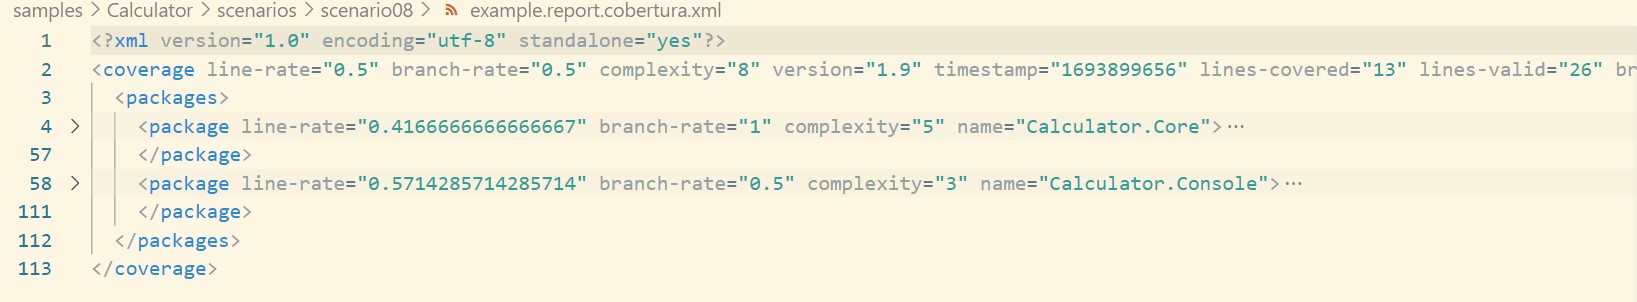 samples > Calculator > scenarios > scenario08 > example.report.cobertura.xml
1 <?xml version="1.0" encoding="utf-8" standalone="yes"?>
2 <coverage line-rate="0.5" branch-rate="0.5" complexity="8" version="1.9" timestamp="1693899656" lines-covered="13" lines-valid="26" br
3 <packages>
4 > <package line-rate="0.4166666666666667" branch-rate="1" complexity="5" name="Calculator.Core">⋯
57 </package>
58 > <package line-rate="0.5714285714285714" branch-rate="0.5" complexity="3" name="Calculator.Console">⋯
111 </package>
112 </packages>
113 </coverage>